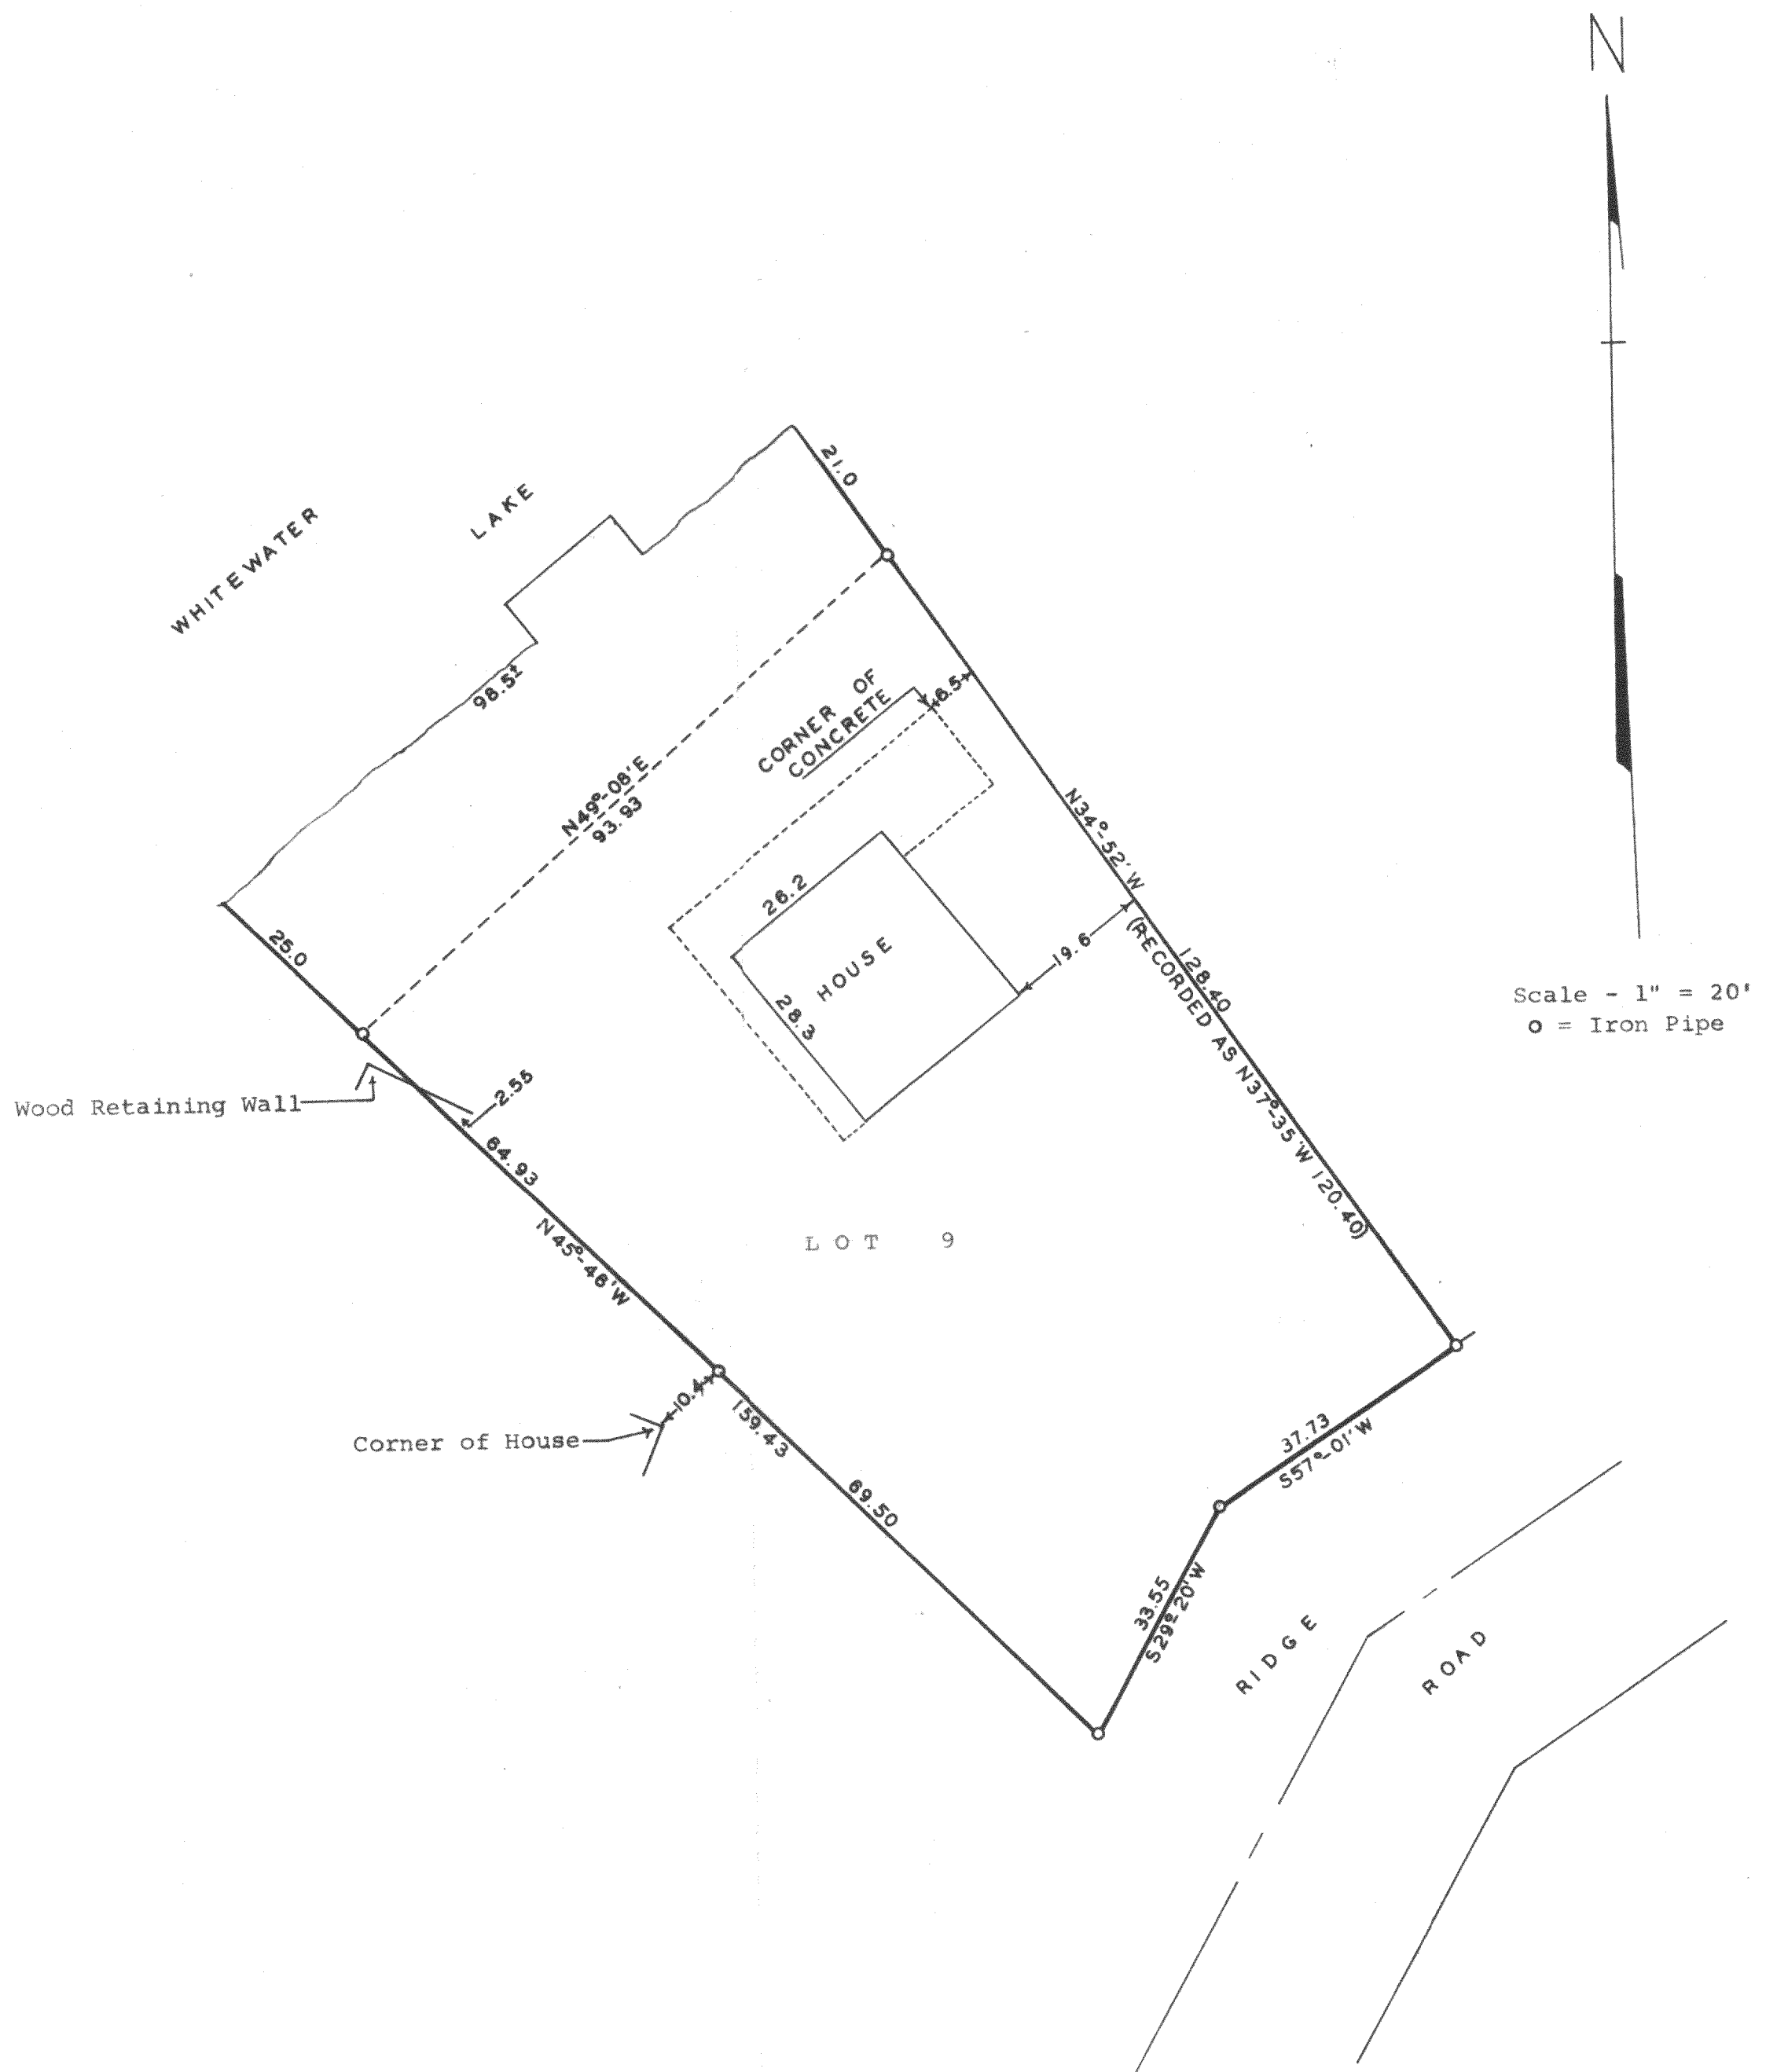 N
21.0
WHITEWATER LAKE
98.5±
6.5
CORNER OF
CONCRETE
N49°-08'E
93.93
N34°-52'W
128.40
(RECORDED AS N37°-35'W 120.40)
26.2
HOUSE
28.3
19.6
25.0
Scale - 1" = 20'
o = Iron Pipe
Wood Retaining Wall
2.55
64.93
N45°-46'W
LOT 9
10.4
159.43
Corner of House
69.50
37.73
S57°-01'W
33.55
S29°-20'W
RIDGE ROAD